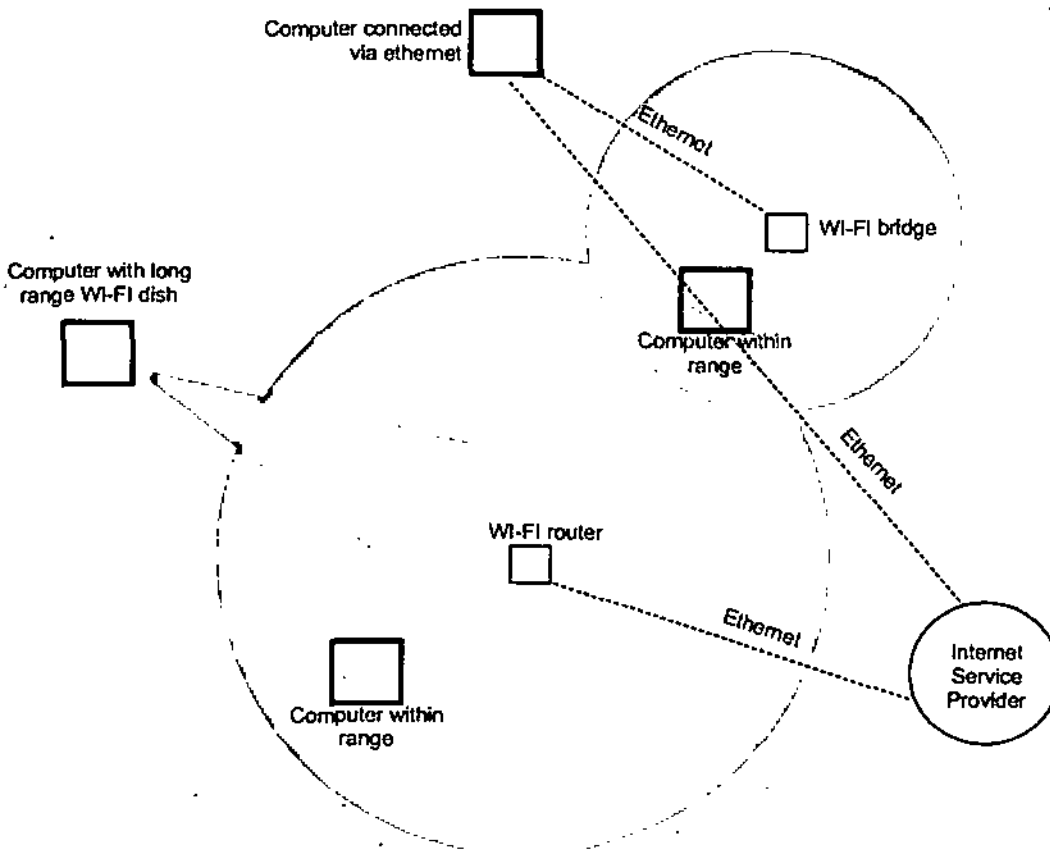 Computer connected
via ethernet
Ethernet
WI-FI bridge
Computer with long
range WI-FI dish
Computer within
range
Ethernet
WI-FI router
Ethernet
Internet
Service
Provider
Computer within
range